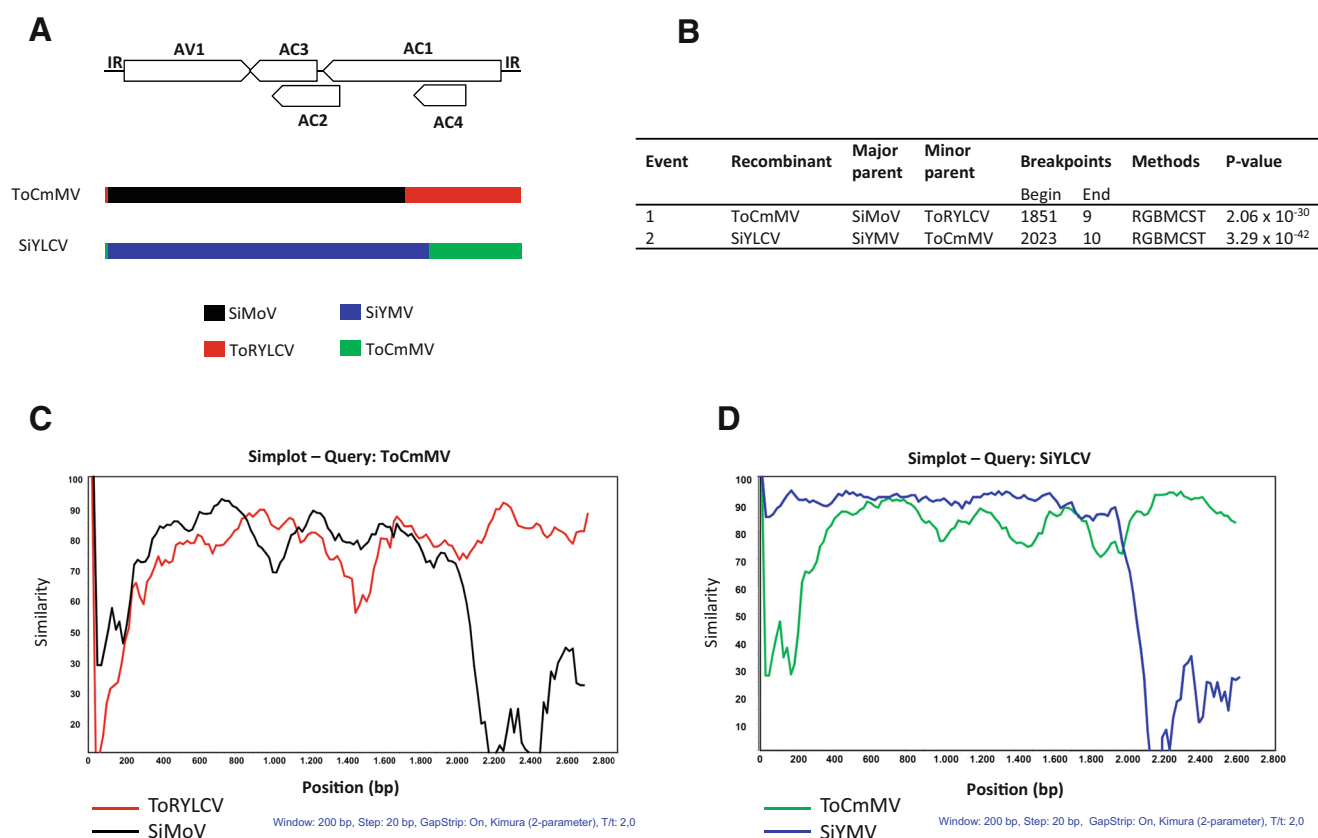 A
IR
AV1
AC3
AC1
IR
AC2
AC4
ToCmMV
SiYLCV
SiMoV
SiYMV
ToRYLCV
ToCmMV
B
Event Recombinant Major parent Minor parent Breakpoints Methods P-value
Begin End
1 ToCmMV SiMoV ToRYLCV 1851 9 RGBMCST 2.06 x 10-30
2 SiYLCV SiYMV ToCmMV 2023 10 RGBMCST 3.29 x 10-42
C
Simplot – Query: ToCmMV
Similarity
100
90
80
70
60
50
30
30
20
0 200 400 600 800 1.000 1.200 1.400 1.600 1.800 2.000 2.200 2.400 2.600 2.800
Position (bp)
ToRYLCV
SiMoV
Window: 200 bp, Step: 20 bp, GapStrip: On, Kimura (2-parameter), T/t: 2,0
D
Simplot – Query: SiYLCV
Similarity
100
90
80
70
60
50
40
30
20
10
0 200 400 600 800 1.000 1.200 1.400 1.600 1.800 2.000 2.200 2.400 2.600 2.800
Position (bp)
ToCmMV
SiYMV
Window: 200 bp, Step: 20 bp, GapStrip: On, Kimura (2-parameter), T/t: 2,0